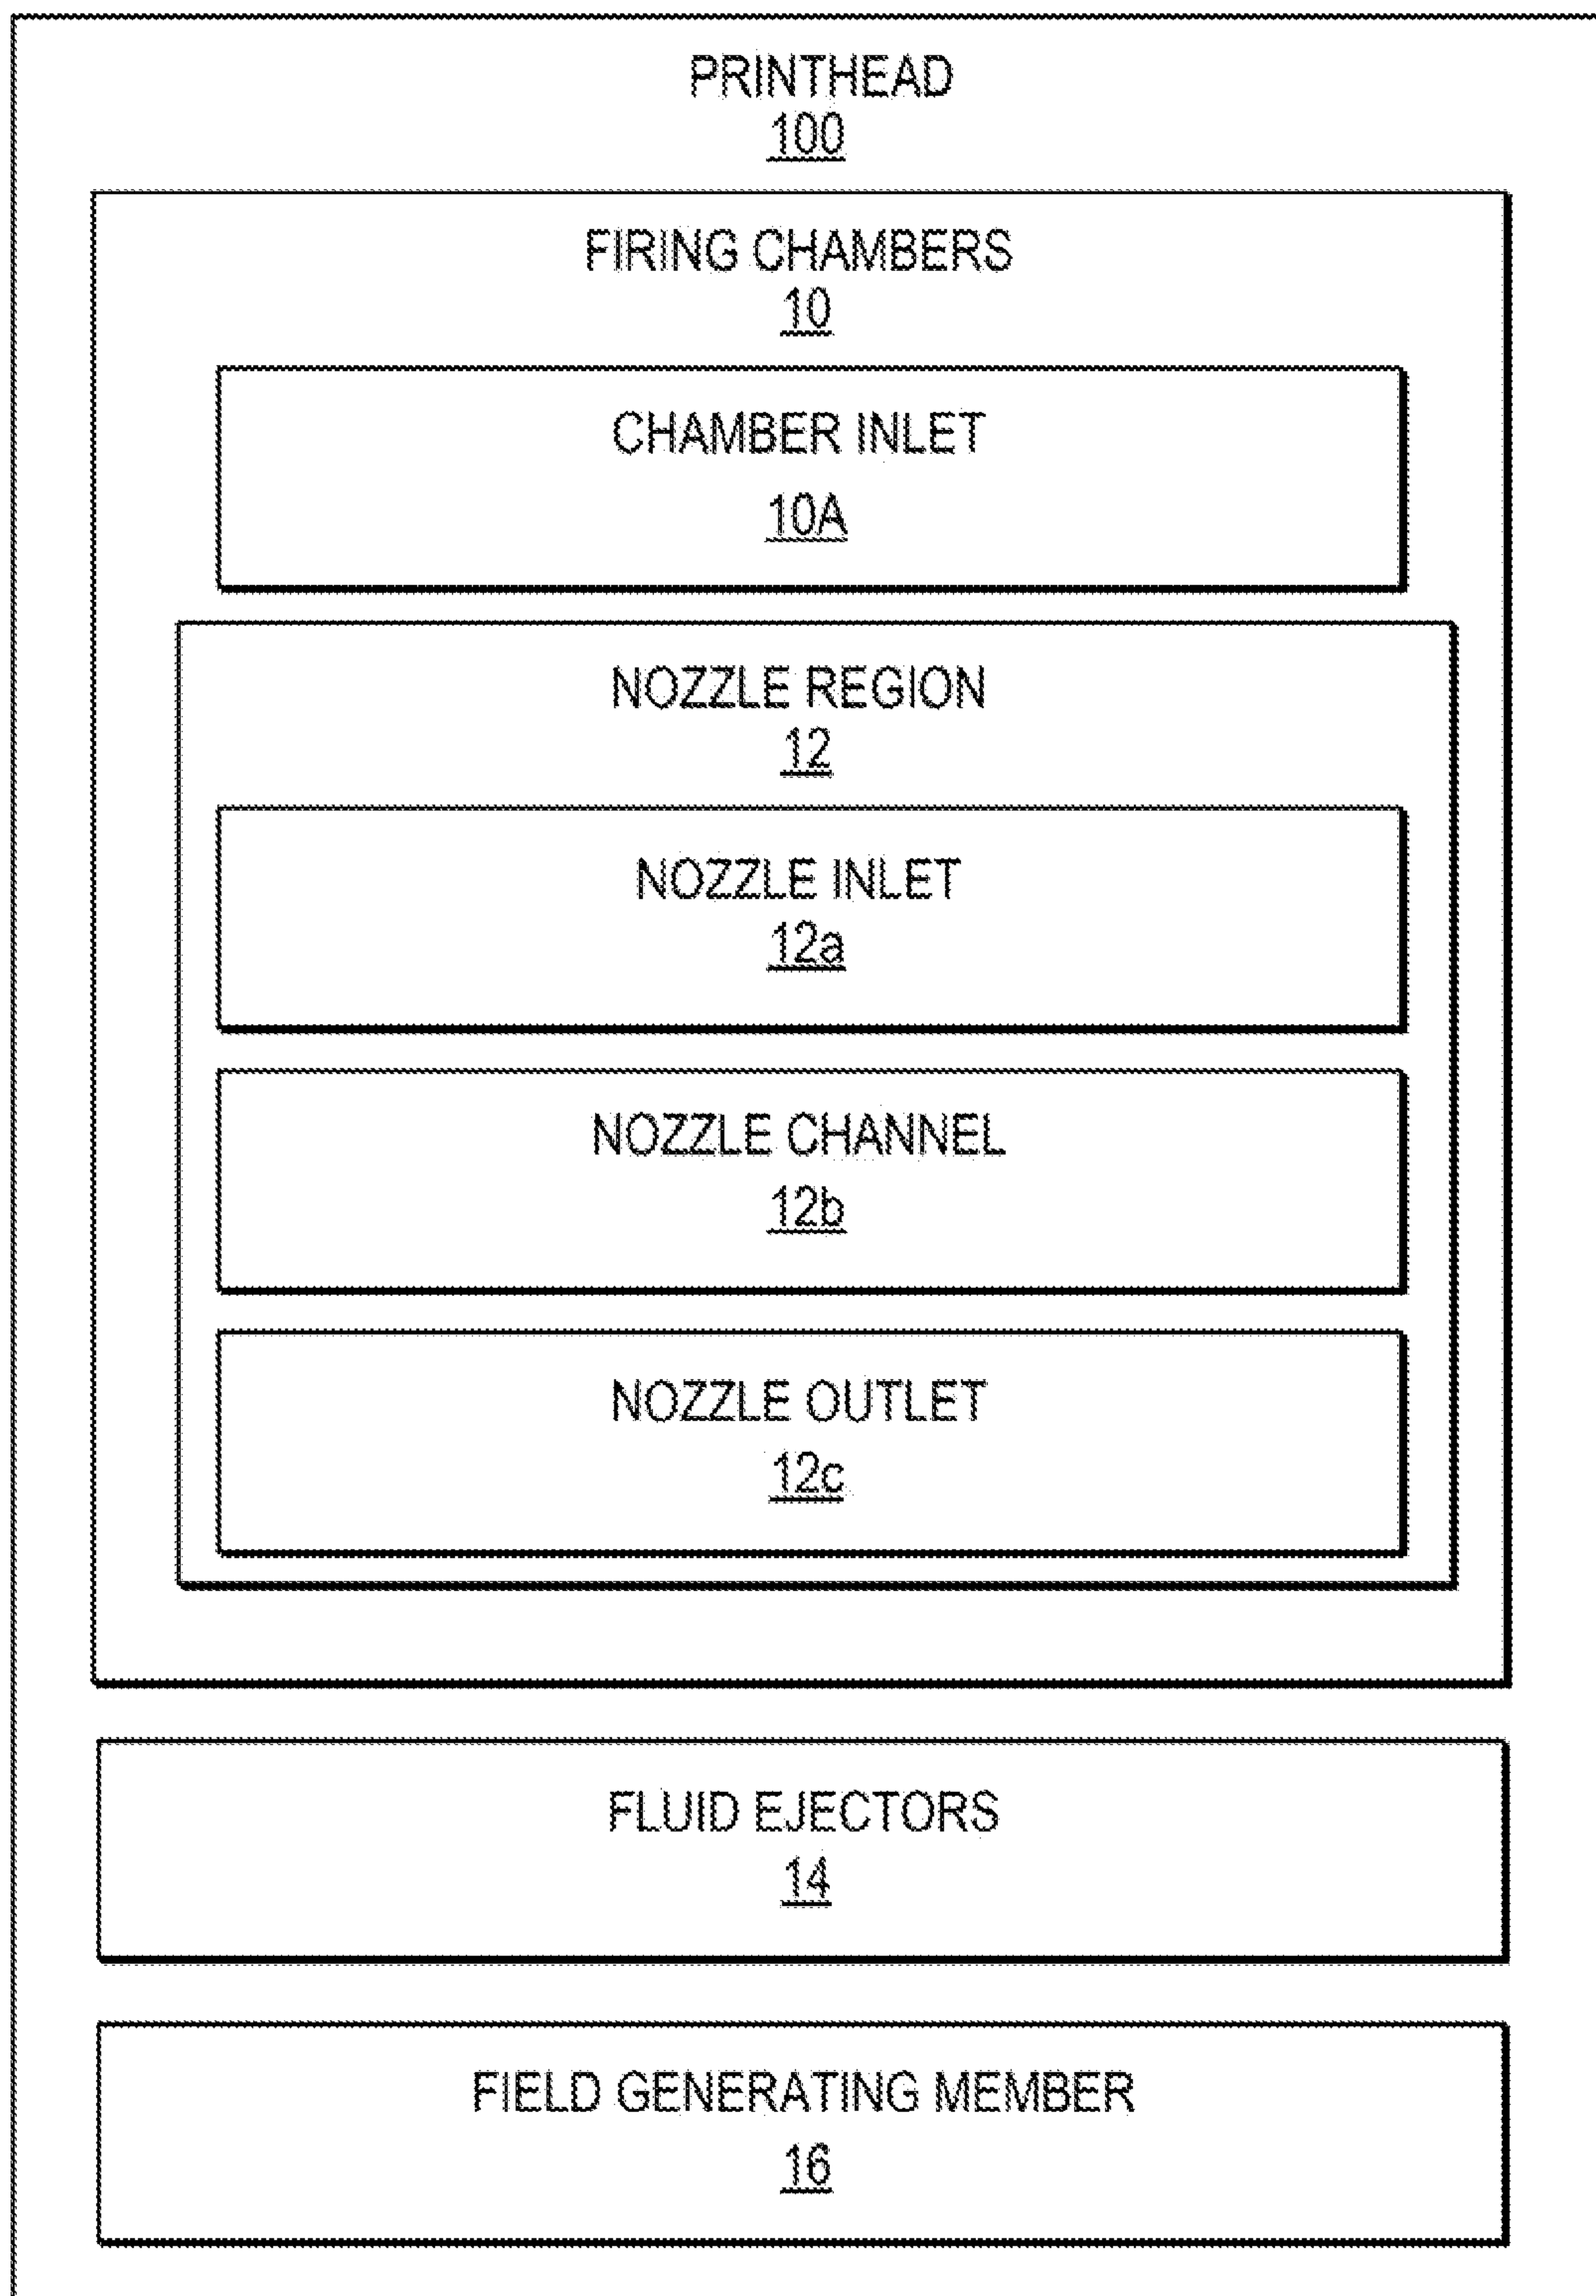 PRINTHEAD
100
FIRING CHAMBERS
10
CHAMBER INLET
10A
NOZZLE REGION
12
NOZZLE INLET
12a
NOZZLE CHANNEL
12b
NOZZLE OUTLET
12c
FLUID EJECTORS
14
FIELD GENERATING MEMBER
16